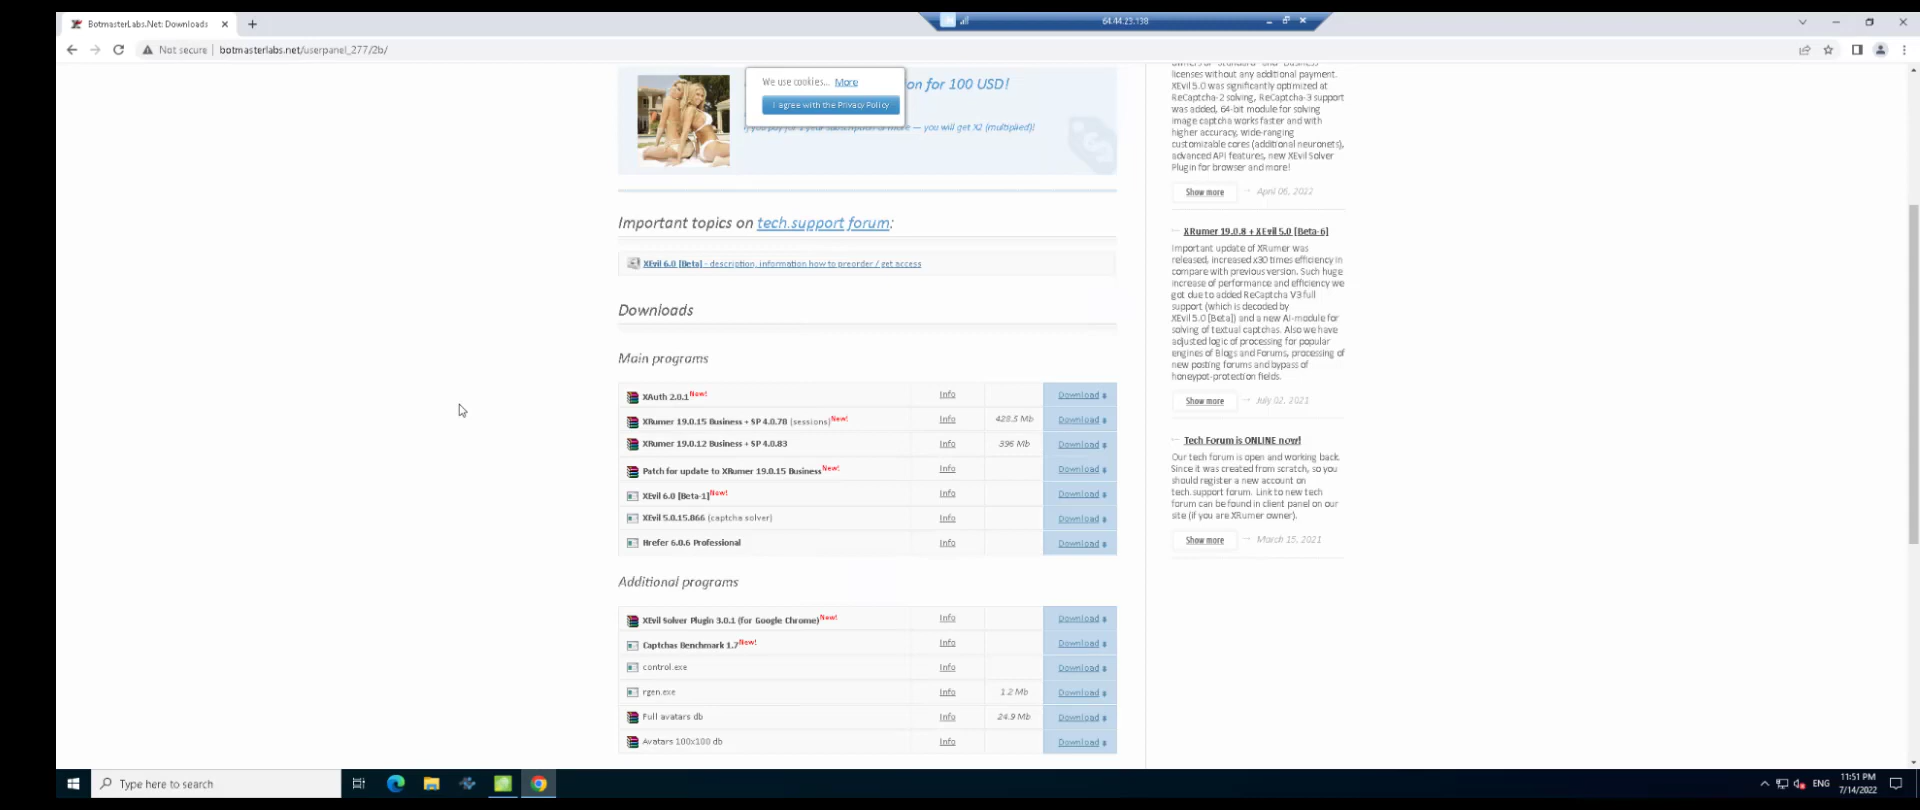 BotmasterLabs.Net: Downloads
64.44.23.138
Not secure | botmasterlabs.net/userpanel_277/2b/
We use cookies... More
I agree with the Privacy Policy
on for 100 USD!
if you pay for 1 year subscription or more — you will get X2 (multiplied)!
Important topics on tech.support forum:
XEvil 6.0 [Beta] - description, information how to preorder / get access
Downloads
Main programs
XAuth 2.0.1 New! Info Download
XRumer 19.0.15 Business + SP 4.0.78 (sessions) New! Info 428.5 Mb Download
XRumer 19.0.12 Business + SP 4.0.83 Info 396 Mb Download
Patch for update to XRumer 19.0.15 Business New! Info Download
XEvil 6.0 [Beta-1] New! Info Download
XEvil 5.0.15.866 (captcha solver) Info Download
Hrefer 6.0.6 Professional Info Download
Additional programs
XEvil Solver Plugin 3.0.1 (for Google Chrome) New! Info Download
Captchas Benchmark 1.7 New! Info Download
control.exe Info Download
rgen.exe Info 1.2 Mb Download
Full avatars db Info 24.9 Mb Download
Avatars 100x100 db Info Download
owners of "Standard" and "Business"
licenses without any additional payment.
XEvil 5.0 was significantly optimized at
ReCaptcha-2 solving, ReCaptcha-3 support
was added, 64-bit module for solving
image captcha works faster and with
higher accuracy, wide-ranging
customizable cores (additional neuronets),
advanced API features, new XEvil Solver
Plugin for browser and more!
Show more → April 06, 2022
XRumer 19.0.8 + XEvil 5.0 [Beta-6]
Important update of XRumer was
released, increased x30 times efficiency in
compare with previous version. Such huge
increase of performance and efficiency we
got due to added ReCaptcha V3 full
support (which is decoded by
XEvil 5.0 [Beta]) and a new AI-module for
solving of textual captchas. Also we have
adjusted logic of processing for popular
engines of Blogs and Forums, processing of
new posting forums and bypass of
honeypot-protection fields.
Show more → July 02, 2021
Tech Forum is ONLINE now!
Our tech forum is open and working back.
Since it was created from scratch, so you
should register a new account on
tech.support forum. Link to new tech
forum can be found in client panel on our
site (if you are XRumer owner).
Show more → March 15, 2021
Type here to search
ENG
11:51 PM
7/14/2022